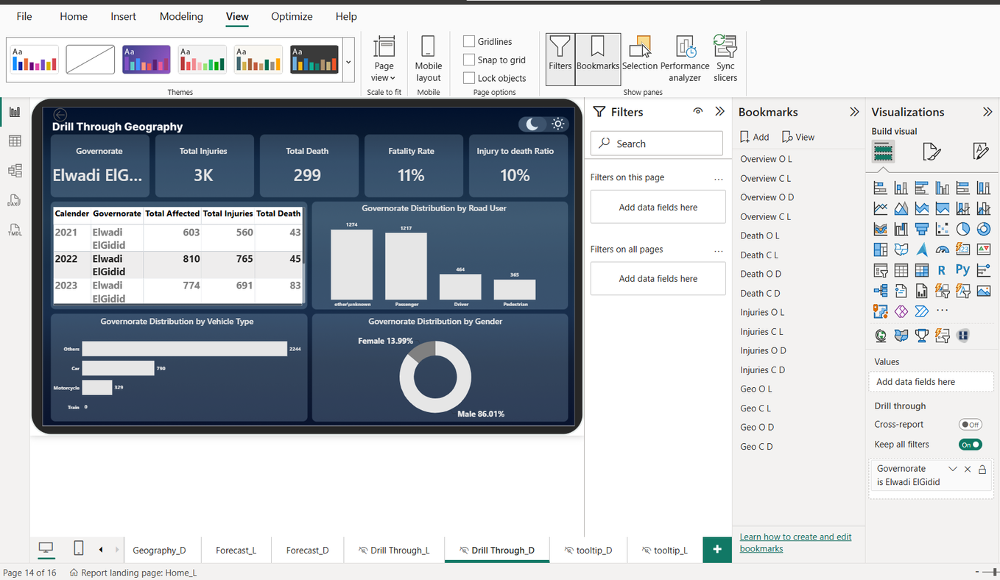 File Home Insert Modeling View Optimize Help
Aa Aa Aa Aa Aa
Page view
Mobile layout
Gridlines
Snap to grid
Lock objects
Filters
Bookmarks
Selection
Performance analyzer
Sync slicers
Themes
Scale to fit
Mobile
Page options
Show panes
DAX
TMDL
Drill Through Geography
Governorate
Elwadi ElG...
Total Injuries
3K
Total Death
299
Fatality Rate
11%
Injury to death Ratio
10%
Calender Governorate Total Affected Total Injuries Total Death
2021 Elwadi ElGidid 603 560 43
2022 Elwadi ElGidid 810 765 45
2023 Elwadi ElGidid 774 691 83
Governorate Distribution by Road User
1274
1217
464
365
other\unknown Passenger Driver Pedestrian
Governorate Distribution by Vehicle Type
Others 2244
Car 790
Motorcycle 329
Train 0
Governorate Distribution by Gender
Female 13.99%
Male 86.01%
Filters
Search
Filters on this page ...
Add data fields here
Filters on all pages ...
Add data fields here
Bookmarks
Add View
Overview O L
Overview C L
Overview O D
Overview C L
Death O L
Death C L
Death O D
Death C D
Injuries O L
Injuries C L
Injuries O D
Injuries C D
Geo O L
Geo C L
Geo O D
Geo C D
Learn how to create and edit
bookmarks
Visualizations
Build visual
123
R Py
...
Values
Add data fields here
Drill through
Cross-report Off
Keep all filters On
Governorate
is Elwadi ElGidid
Geography_D Forecast_L Forecast_D Drill Through_L Drill Through_D tooltip_D tooltip_L +
Page 14 of 16 Report landing page: Home_L -